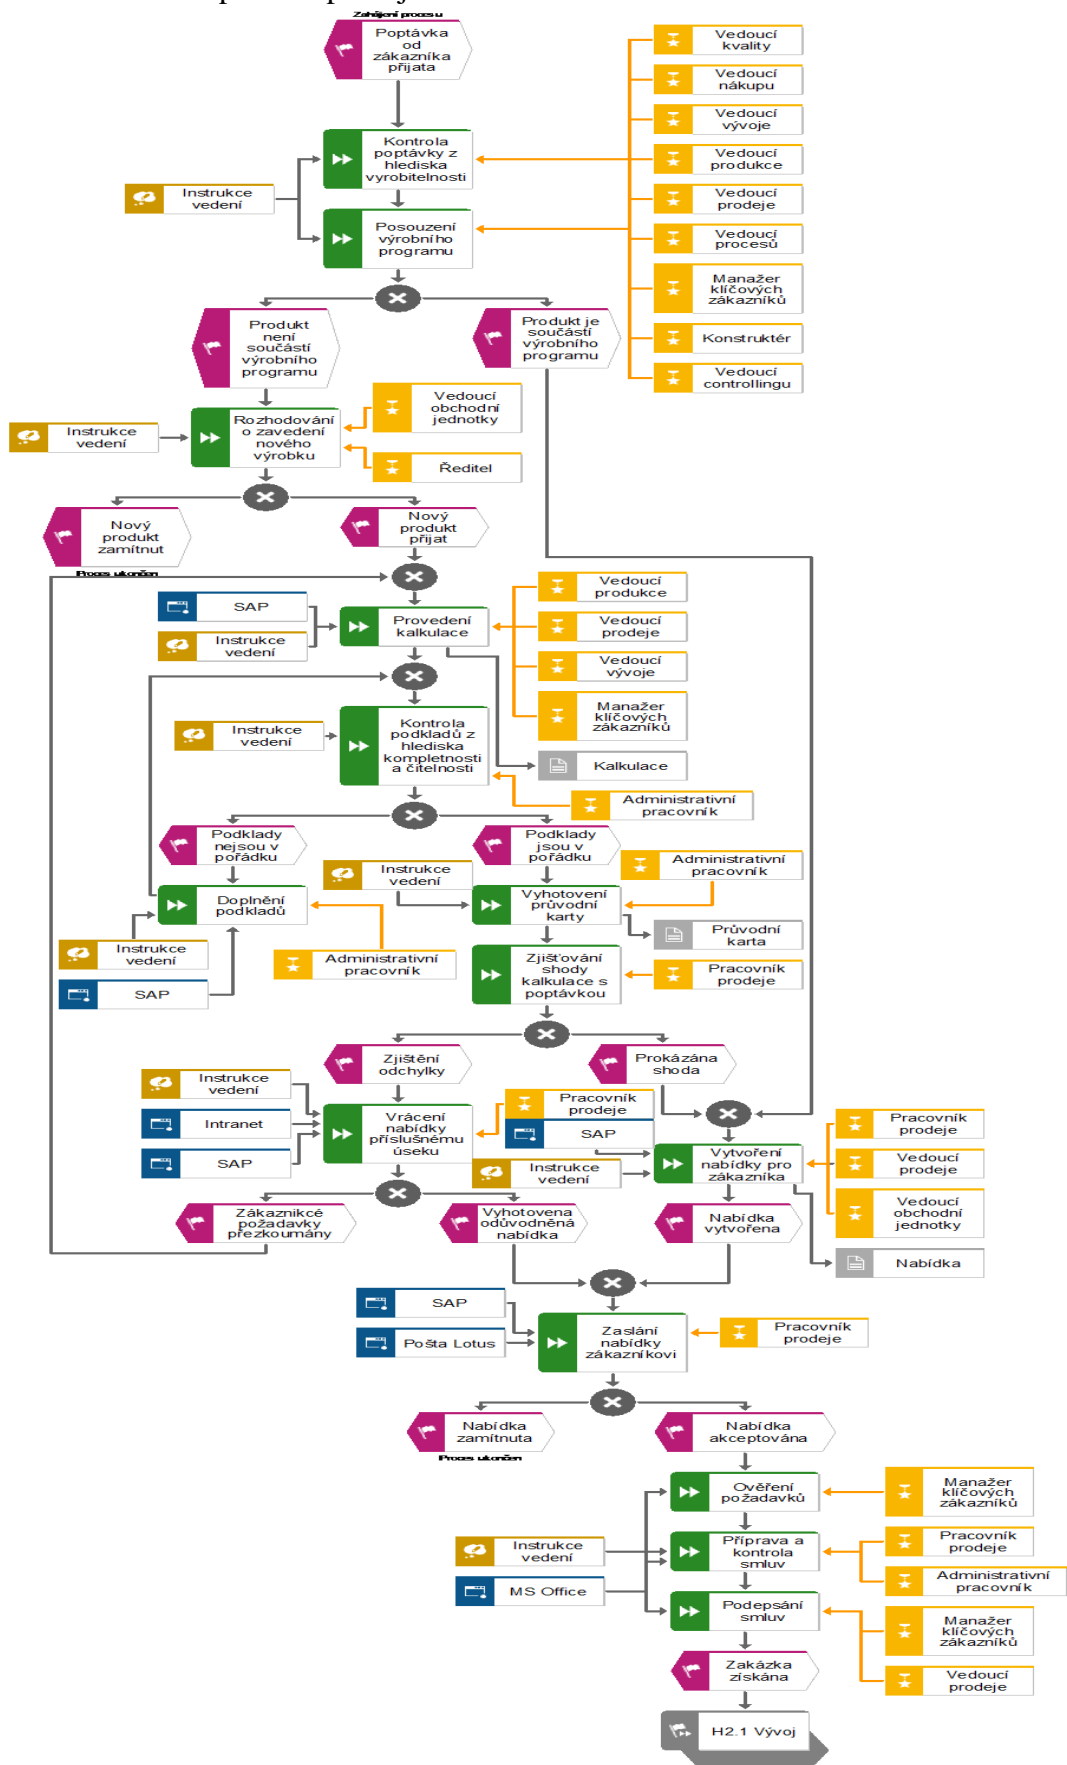 Zahájení procesu
Poptávka
od
zákazníka
přijata
Vedoucí
kvality
Vedoucí
nákupu
Vedoucí
vývoje
Vedoucí
produkce
Vedoucí
prodeje
Vedoucí
procesů
Manažer
klíčových
zákazníků
Konstruktér
Vedoucí
controllingu
Kontrola
poptávky z
hlediska
vyrobitelnosti
Instrukce
vedení
Posouzení
výrobního
programu
Produkt
není
součástí
výrobního
programu
Produkt je
součástí
výrobního
programu
Vedoucí
obchodní
jednotky
Instrukce
vedení
Rozhodování
o zavedení
nového
výrobku
Ředitel
Nový
produkt
zamítnut
Proces ukončen
Nový
produkt
přijat
SAP
Instrukce
vedení
Provedení
kalkulace
Vedoucí
produkce
Vedoucí
prodeje
Vedoucí
vývoje
Manažer
klíčových
zákazníků
Instrukce
vedení
Kontrola
podkladů z
hlediska
kompletnosti
a čitelnosti
Kalkulace
Administrativní
pracovník
Podklady
nejsou v
pořádku
Podklady
jsou v
pořádku
Instrukce
vedení
Administrativní
pracovník
Doplnění
podkladů
Vyhotovení
průvodní
karty
Průvodní
karta
Instrukce
vedení
SAP
Administrativní
pracovník
Zjišťování
shody
kalkulace s
poptávkou
Pracovník
prodeje
Zjištění
odchylky
Prokázána
shoda
Instrukce
vedení
Intranet
SAP
Vrácení
nabídky
příslušnému
úseku
Pracovník
prodeje
SAP
Instrukce
vedení
Vytvoření
nabídky pro
zákazníka
Pracovník
prodeje
Vedoucí
prodeje
Vedoucí
obchodní
jednotky
Nabídka
Zákaznikcé
požadavky
přezkoumány
Vyhotovena
odůvodněná
nabídka
Nabídka
vytvořena
SAP
Pošta Lotus
Zaslání
nabídky
zákazníkovi
Pracovník
prodeje
Nabídka
zamítnuta
Proces ukončen
Nabídka
akceptována
Ověření
požadavků
Manažer
klíčových
zákazníků
Instrukce
vedení
Příprava a
kontrola
smluv
Pracovník
prodeje
Administrativní
pracovník
MS Office
Podepsání
smluv
Manažer
klíčových
zákazníků
Vedoucí
prodeje
Zakázka
získána
H2.1 Vývoj